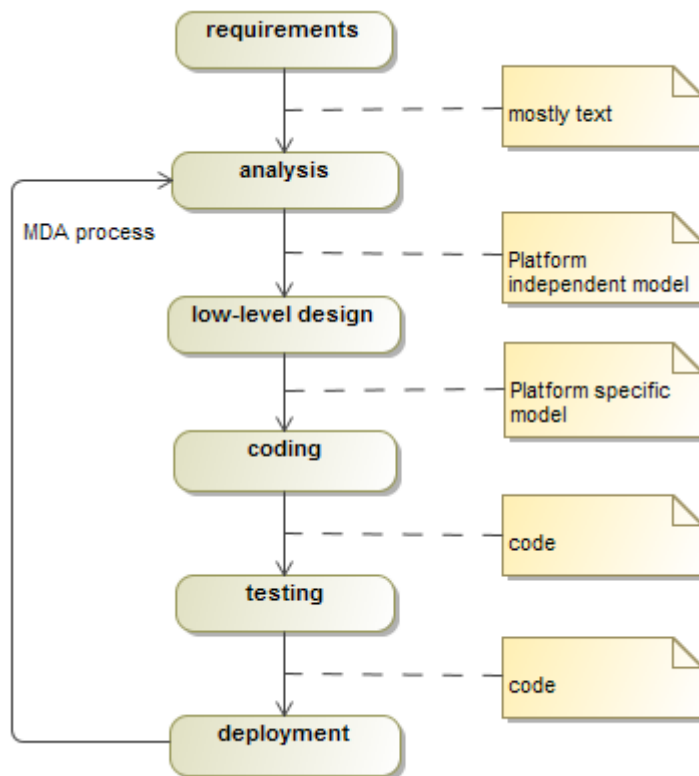 requirements
mostly text
analysis
MDA process
Platform
independent model
low-level design
Platform specific
model
coding
code
testing
code
deployment